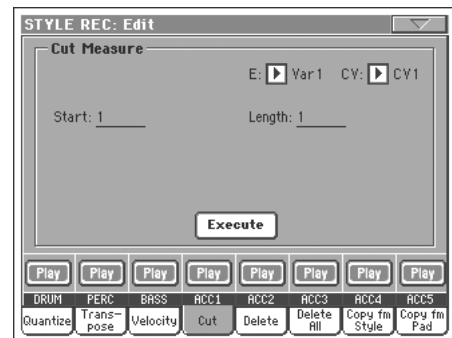 STYLE REC: Edit
Cut Measure
E: Var1 CV: CV1
Start: 1 Length: 1
Execute
Play Play Play Play Play Play Play Play
DRUM PERC BASS ACC1 ACC2 ACC3 ACC4 ACC5
Quantize Trans-pose Velocity Cut Delete Delete All Copy fm Style Copy fm Pad